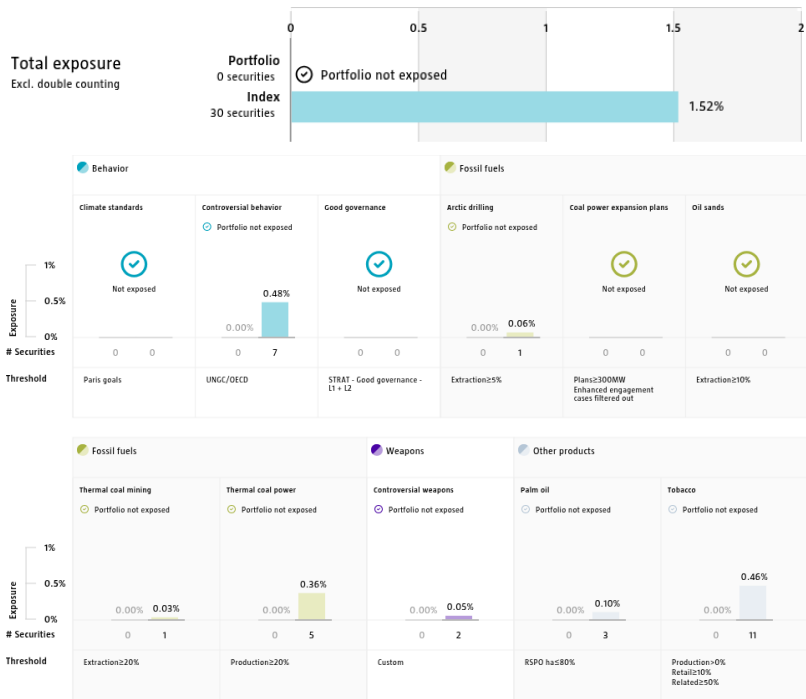 0 0.5 1 1.5 2
Total exposure
Excl. double counting
Portfolio
0 securities
Portfolio not exposed
Index
30 securities
1.52%
Behavior
Fossil fuels
Climate standards
Controversial behavior
Good governance
Arctic drilling
Coal power expansion plans
Oil sands
Portfolio not exposed
Portfolio not exposed
Not exposed
Not exposed
Not exposed
Not exposed
Exposure
1%
0.5%
0%
0.00% 0.48%
0.00% 0.06%
# Securities
0 0 0 7 0 0 0 1 0 0 0 0
Threshold
Paris goals
UNGC/OECD
STRAT - Good governance -
L1 + L2
Extraction≥5%
Plans≥300MW
Enhanced engagement
cases filtered out
Extraction≥10%
Fossil fuels
Weapons
Other products
Thermal coal mining
Thermal coal power
Controversial weapons
Palm oil
Tobacco
Portfolio not exposed
Portfolio not exposed
Portfolio not exposed
Portfolio not exposed
Portfolio not exposed
Exposure
1%
0.5%
0%
0.00% 0.03%
0.00% 0.36%
0.00% 0.05%
0.00% 0.10%
0.00% 0.46%
# Securities
0 1 0 5 0 2 0 3 0 11
Threshold
Extraction≥20%
Production≥20%
Custom
RSPO ha≤80%
Production>0%
Retail≥10%
Related≥50%